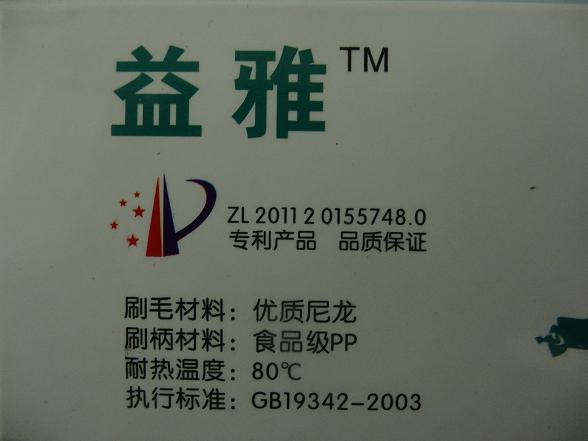 益雅™
ZL 2011 2 0155748.0
专利产品 品质保证
刷毛材料：优质尼龙
刷柄材料：食品级PP
耐热温度：80℃
执行标准：GB19342-2003